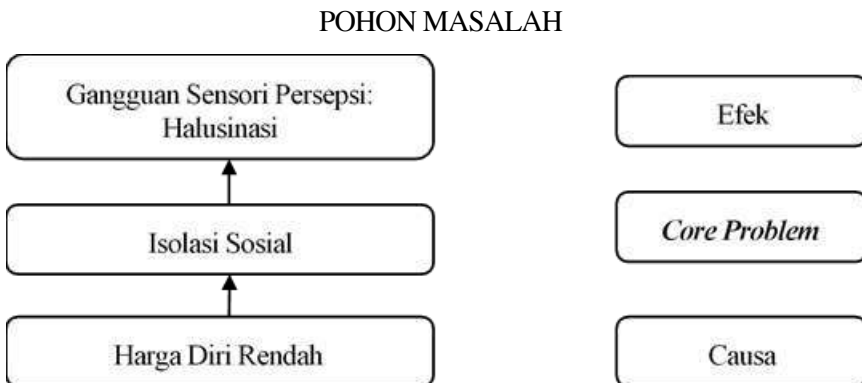 POHON MASALAH
Gangguan Sensori Persepsi:
Halusinasi
Efek
Isolasi Sosial
Core Problem
Harga Diri Rendah
Causa